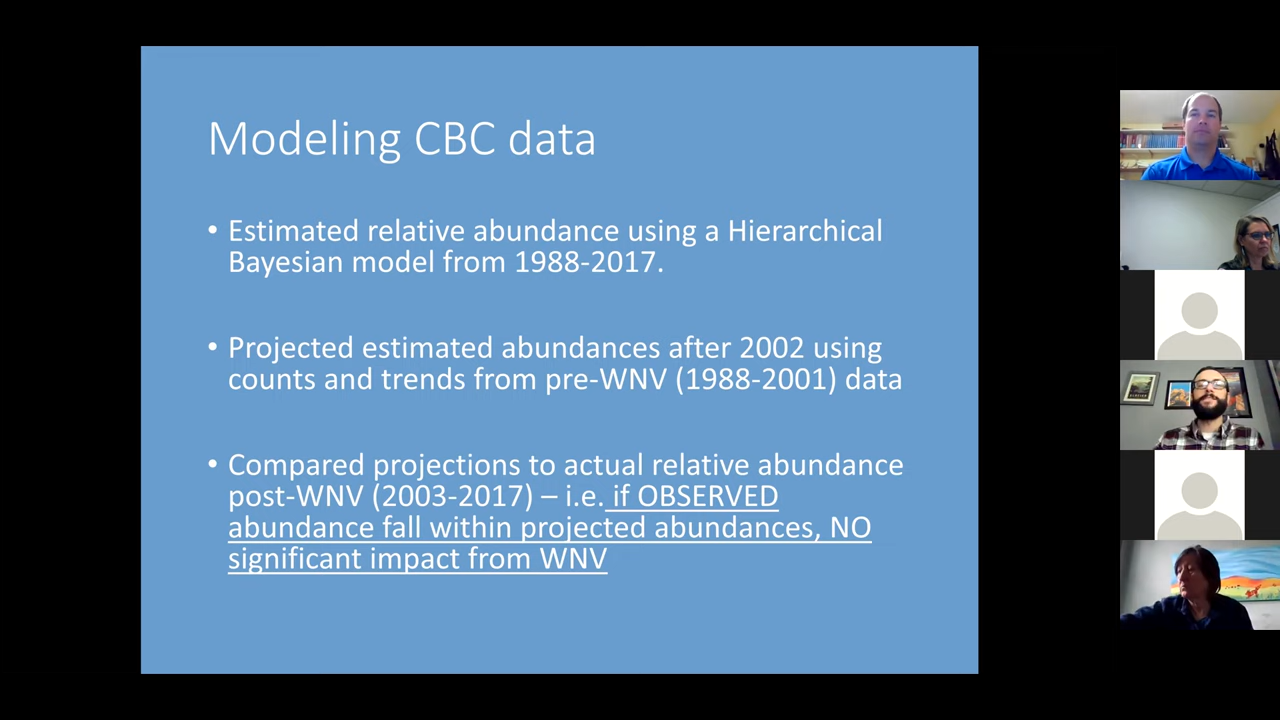 Modeling CBC data
• Estimated relative abundance using a Hierarchical
Bayesian model from 1988-2017.
• Projected estimated abundances after 2002 using
counts and trends from pre-WNV (1988-2001) data
• Compared projections to actual relative abundance
post-WNV (2003-2017) – i.e. if OBSERVED
abundance fall within projected abundances, NO
significant impact from WNV